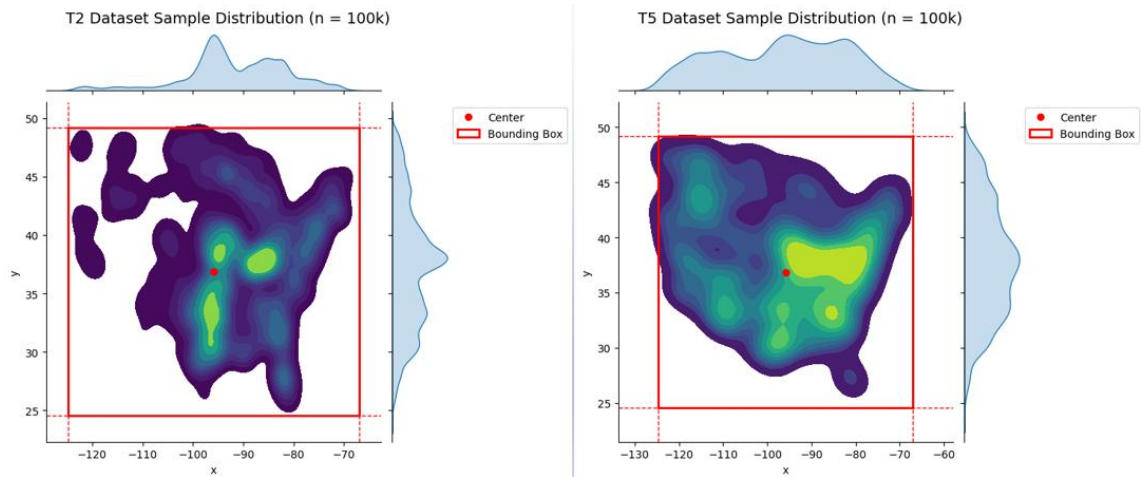 T2 Dataset Sample Distribution (n = 100k)
50
45
40
35
30
25
y
−120
−110
−100
−90
−80
−70
x
Center
Bounding Box
T5 Dataset Sample Distribution (n = 100k)
50
45
40
35
30
25
y
−130
−120
−110
−100
−90
−80
−70
−60
x
Center
Bounding Box